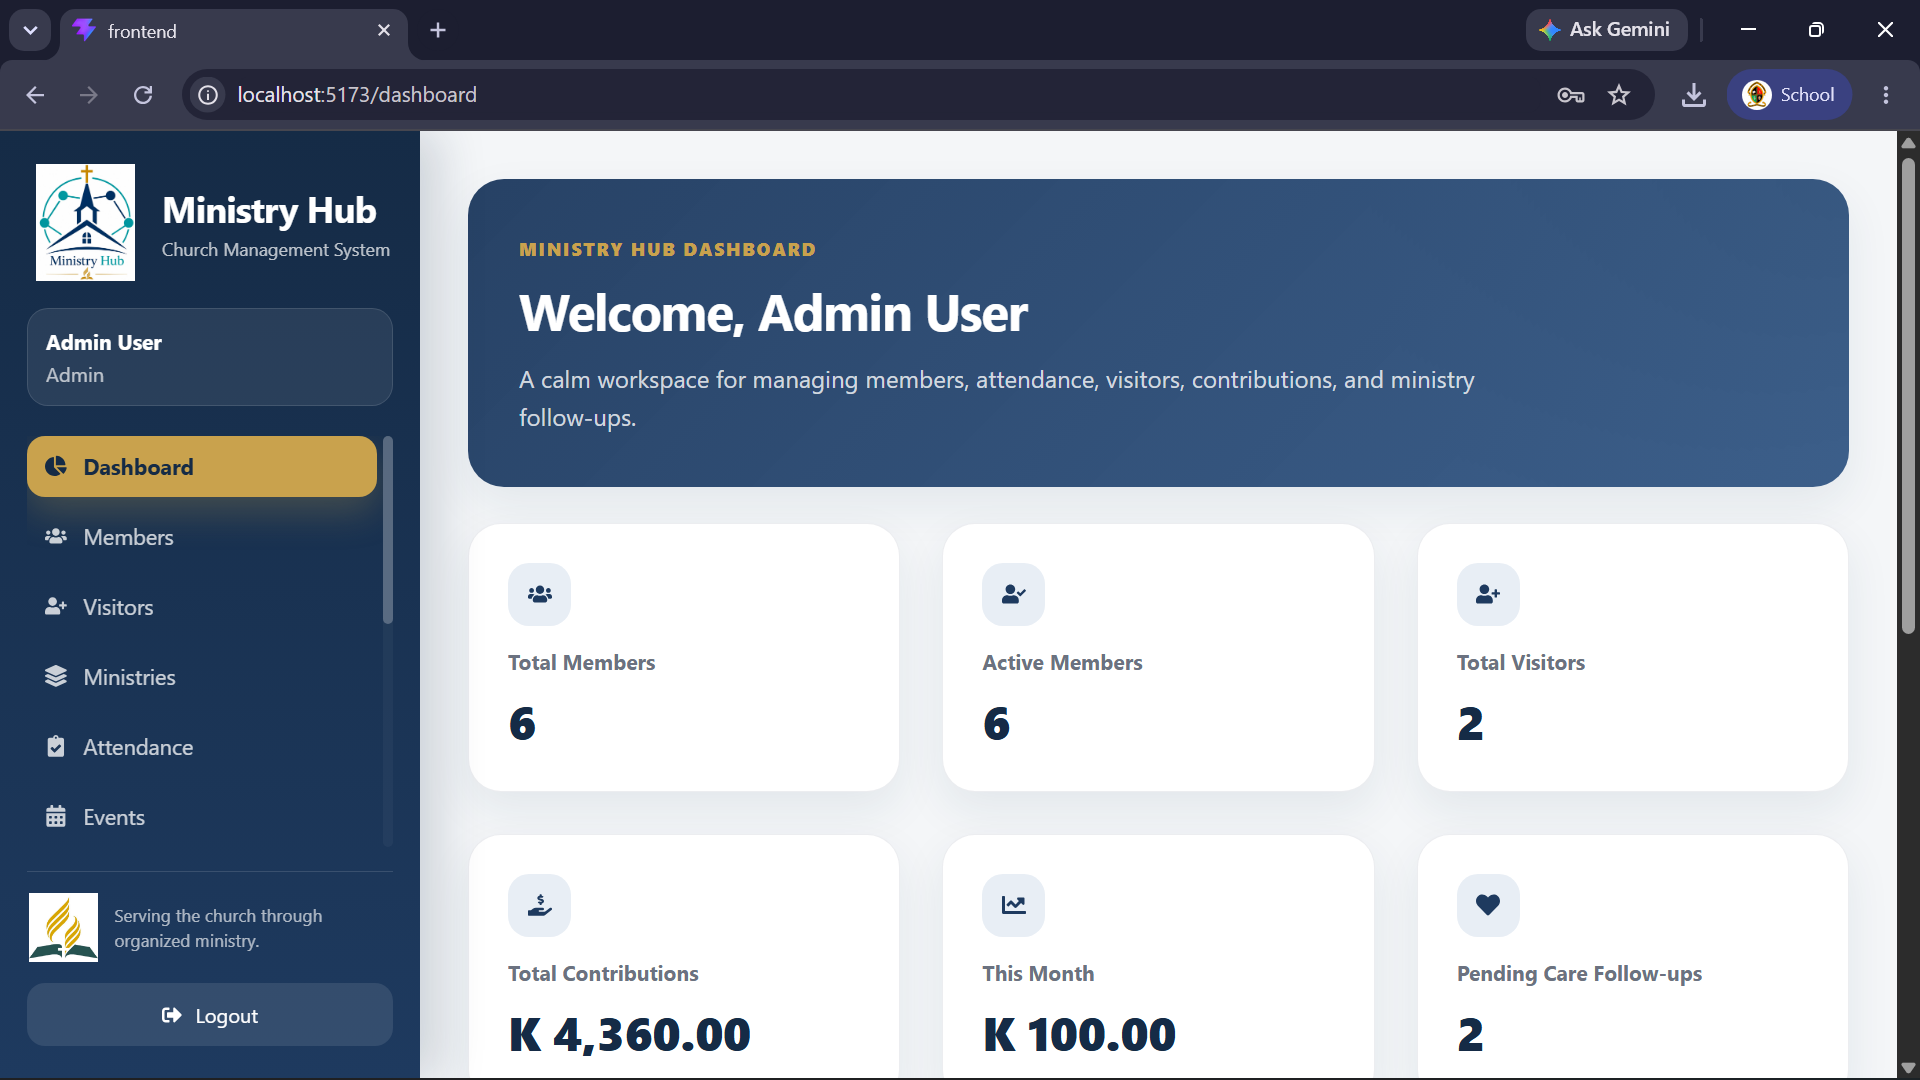 frontend
Ask Gemini
localhost:5173/dashboard
School
Ministry Hub
Ministry Hub
Church Management System
Admin User
Admin
Dashboard
Members
Visitors
Ministries
Attendance
Events
Serving the church through
organized ministry.
Logout
MINISTRY HUB DASHBOARD
Welcome, Admin User
A calm workspace for managing members, attendance, visitors, contributions, and ministry
follow-ups.
Total Members
6
Active Members
6
Total Visitors
2
Total Contributions
K 4,360.00
This Month
K 100.00
Pending Care Follow-ups
2